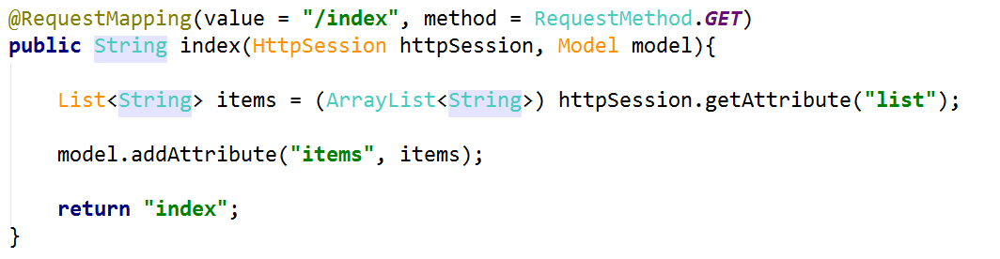 @RequestMapping(value = "/index", method = RequestMethod.GET)
public String index(HttpSession httpSession, Model model){
List<String> items = (ArrayList<String>) httpSession.getAttribute("list");
model.addAttribute("items", items);
return "index";
}